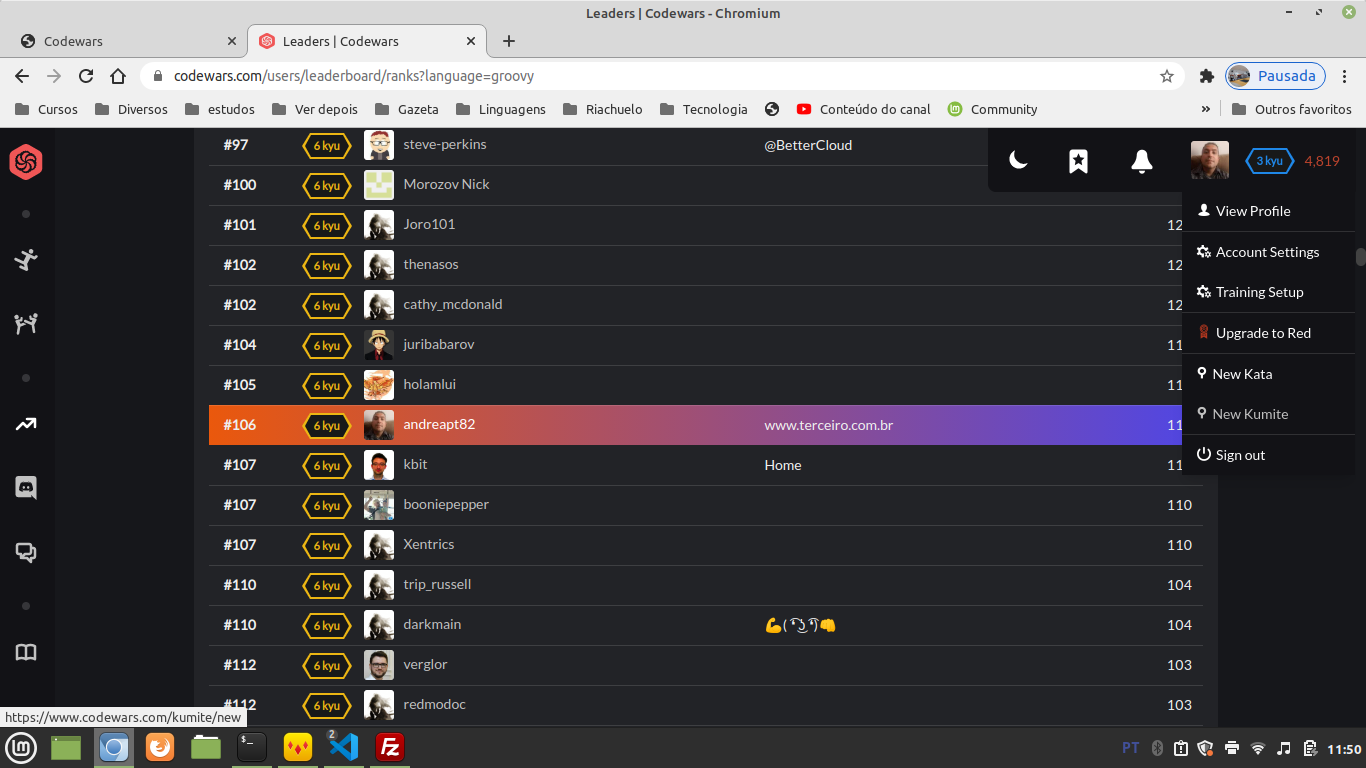 Leaders | Codewars - Chromium
Codewars
Leaders | Codewars
codewars.com/users/leaderboard/ranks?language=groovy
Pausada
Cursos Diversos estudos Ver depois Gazeta Linguagens Riachuelo Tecnologia Conteúdo do canal Community » Outros favoritos
#97 6 kyu steve-perkins @BetterCloud
3 kyu 4,819
#100 6 kyu Morozov Nick
View Profile
#101 6 kyu Joro101 12
Account Settings
#102 6 kyu thenasos 12
Training Setup
#102 6 kyu cathy_mcdonald 12
Upgrade to Red
#104 6 kyu juribabarov 11
New Kata
#105 6 kyu holamlui 11
New Kumite
#106 6 kyu andreapt82 www.terceiro.com.br 11
Sign out
#107 6 kyu kbit Home 11
#107 6 kyu booniepepper 110
#107 6 kyu Xentrics 110
#110 6 kyu trip_russell 104
#110 6 kyu darkmain 💪( ͡° ͜ʖ ͡°)👊 104
#112 6 kyu verglor 103
#112 6 kyu redmodoc 103
https://www.codewars.com/kumite/new
2
PT 11:50